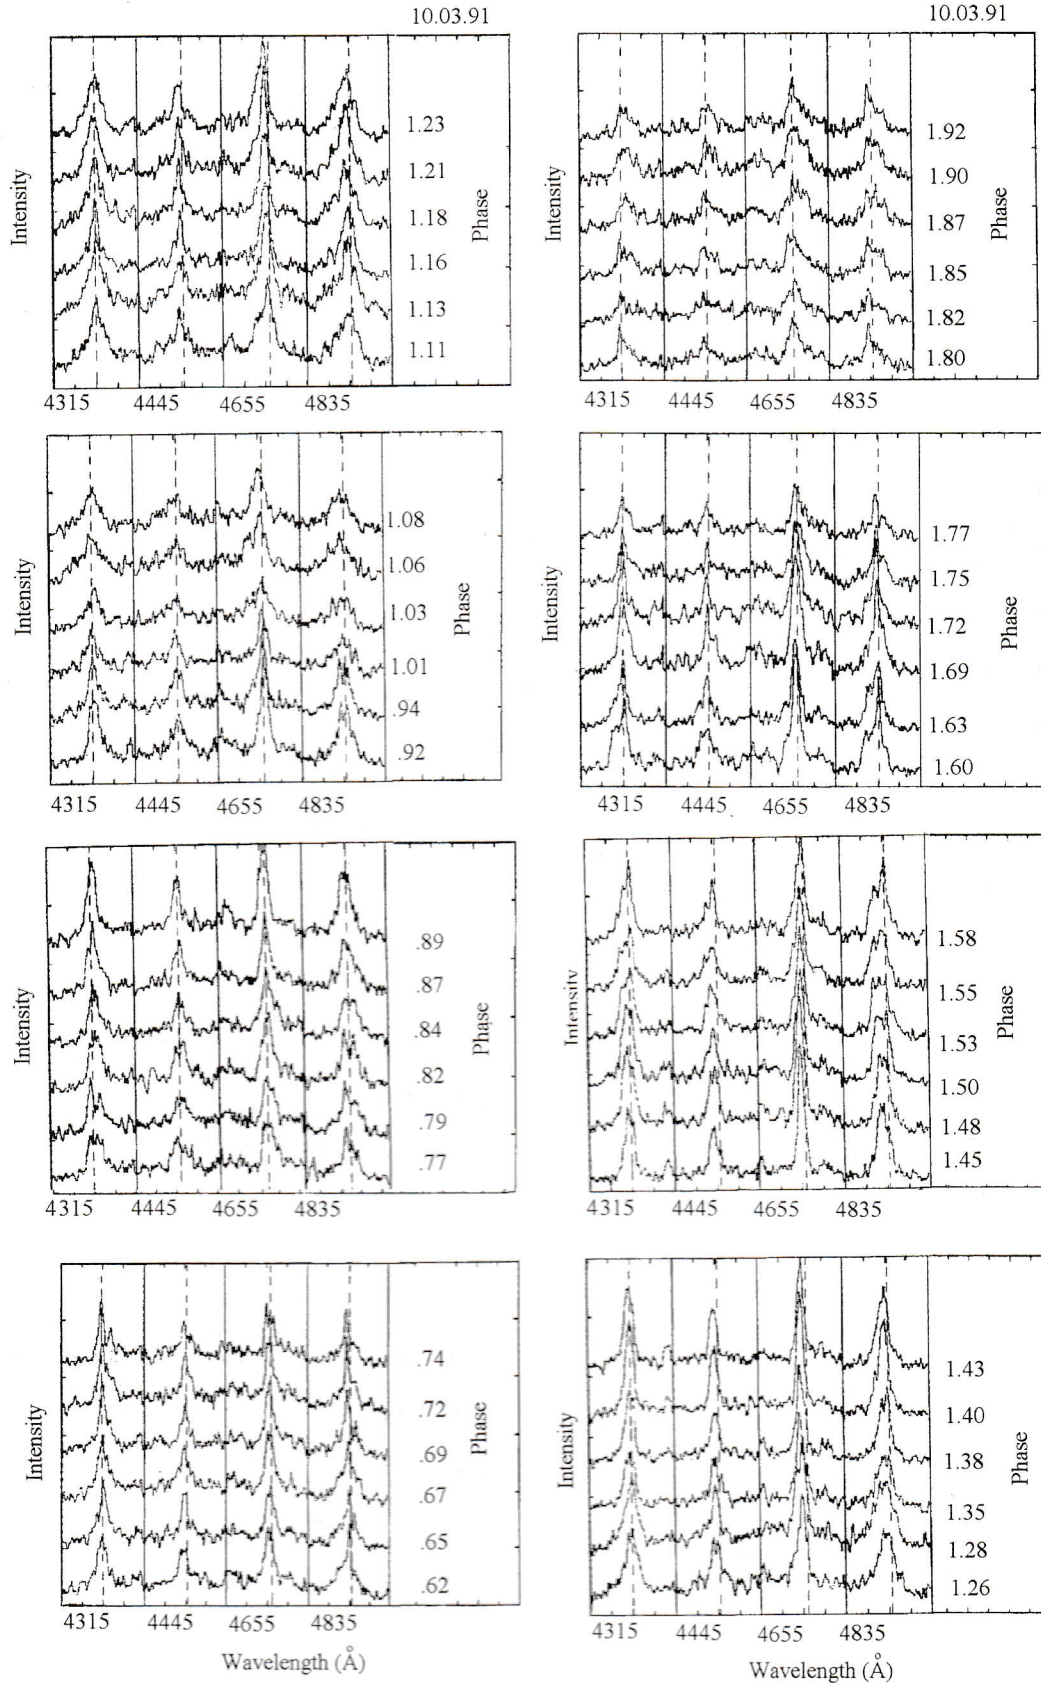 10.03.91
Intensity
1.23
1.21
1.18
1.16
1.13
1.11
Phase
4315 4445 4655 4835
Intensity
1.08
1.06
1.03
1.01
.94
.92
Phase
4315 4445 4655 4835
Intensity
.89
.87
.84
.82
.79
.77
Phase
4315 4445 4655 4835
Intensity
.74
.72
.69
.67
.65
.62
Phase
4315 4445 4655 4835
Wavelength (Å)
10.03.91
Intensity
1.92
1.90
1.87
1.85
1.82
1.80
Phase
4315 4445 4655 4835
Intensity
1.77
1.75
1.72
1.69
1.63
1.60
Phase
4315 4445 4655 4835
Intensity
1.58
1.55
1.53
1.50
1.48
1.45
Phase
4315 4445 4655 4835
Intensity
1.43
1.40
1.38
1.35
1.28
1.26
Phase
4315 4445 4655 4835
Wavelength (Å)